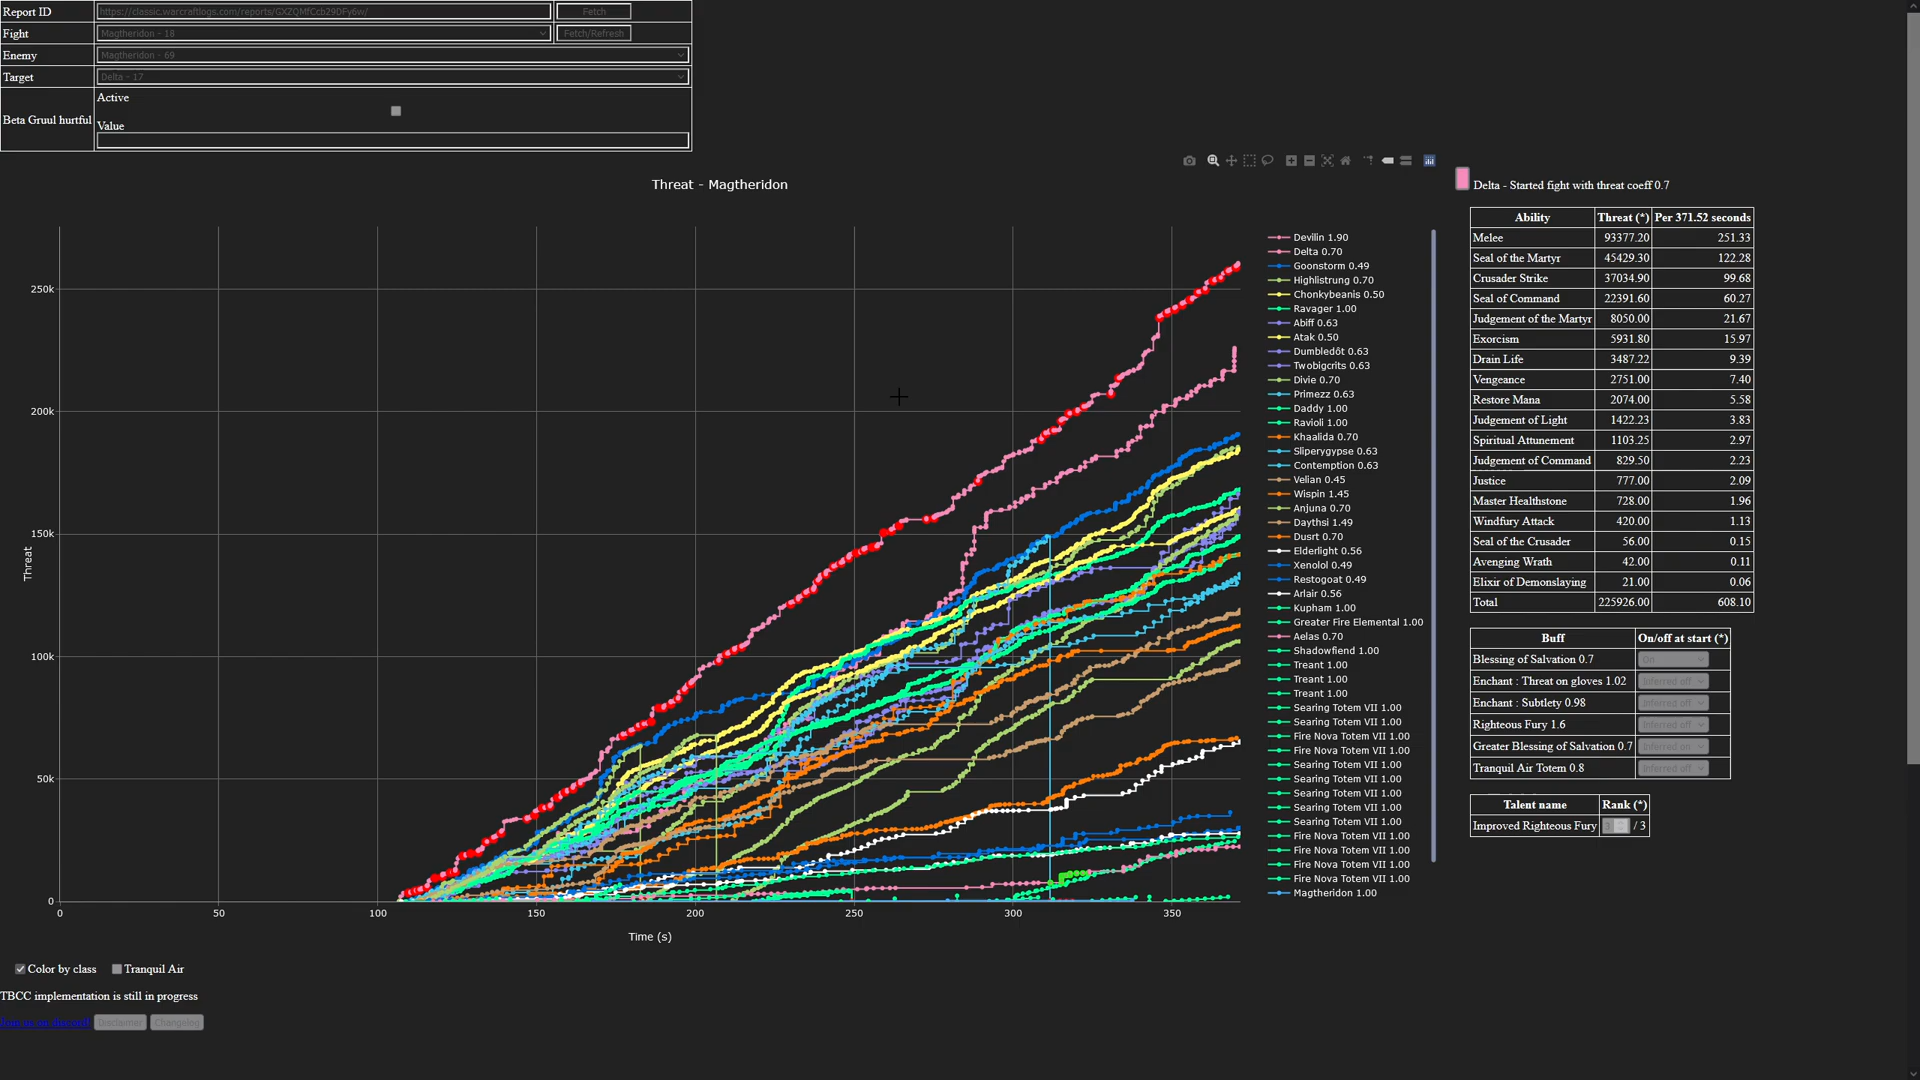 Report ID https://classic.warcraftlogs.com/reports/GXZQMfCcb29DFy6w/ Fetch
Fight Magtheridon - 18 Fetch/Refresh
Enemy Magtheridon - 69
Target Delta - 17
Beta Gruul hurtful
Active
Value
Threat - Magtheridon
250k
200k
150k
100k
50k
0
Threat
0 50 100 150 200 250 300 350
Time (s)
Devilin 1.90
Delta 0.70
Goonstorm 0.49
Highlistrung 0.70
Chonkybeanis 0.50
Ravager 1.00
Abiff 0.63
Atak 0.50
Dumbledôt 0.63
Twobigcrits 0.63
Divie 0.70
Primezz 0.63
Daddy 1.00
Ravioli 1.00
Khaalida 0.70
Sliperygypse 0.63
Contemption 0.63
Velian 0.45
Wispin 1.45
Anjuna 0.70
Daythsi 1.49
Dusrt 0.70
Elderlight 0.56
Xenolol 0.49
Restogoat 0.49
Arlair 0.56
Kupham 1.00
Greater Fire Elemental 1.00
Aelas 0.70
Shadowfiend 1.00
Treant 1.00
Treant 1.00
Treant 1.00
Searing Totem VII 1.00
Searing Totem VII 1.00
Fire Nova Totem VII 1.00
Fire Nova Totem VII 1.00
Searing Totem VII 1.00
Searing Totem VII 1.00
Searing Totem VII 1.00
Searing Totem VII 1.00
Searing Totem VII 1.00
Fire Nova Totem VII 1.00
Fire Nova Totem VII 1.00
Fire Nova Totem VII 1.00
Fire Nova Totem VII 1.00
Magtheridon 1.00
Delta - Started fight with threat coeff 0.7
Ability Threat (*) Per 371.52 seconds
Melee 93377.20 251.33
Seal of the Martyr 45429.30 122.28
Crusader Strike 37034.90 99.68
Seal of Command 22391.60 60.27
Judgement of the Martyr 8050.00 21.67
Exorcism 5931.80 15.97
Drain Life 3487.22 9.39
Vengeance 2751.00 7.40
Restore Mana 2074.00 5.58
Judgement of Light 1422.23 3.83
Spiritual Attunement 1103.25 2.97
Judgement of Command 829.50 2.23
Justice 777.00 2.09
Master Healthstone 728.00 1.96
Windfury Attack 420.00 1.13
Seal of the Crusader 56.00 0.15
Avenging Wrath 42.00 0.11
Elixir of Demonslaying 21.00 0.06
Total 225926.00 608.10
Buff On/off at start (*)
Blessing of Salvation 0.7 On
Enchant : Threat on gloves 1.02 Inferred off
Enchant : Subtlety 0.98 Inferred off
Righteous Fury 1.6 Inferred off
Greater Blessing of Salvation 0.7 Inferred on
Tranquil Air Totem 0.8 Inferred off
Talent name Rank (*)
Improved Righteous Fury 3 / 3
Color by class Tranquil Air
TBCC implementation is still in progress
Join us on discord! Disclaimer Changelog